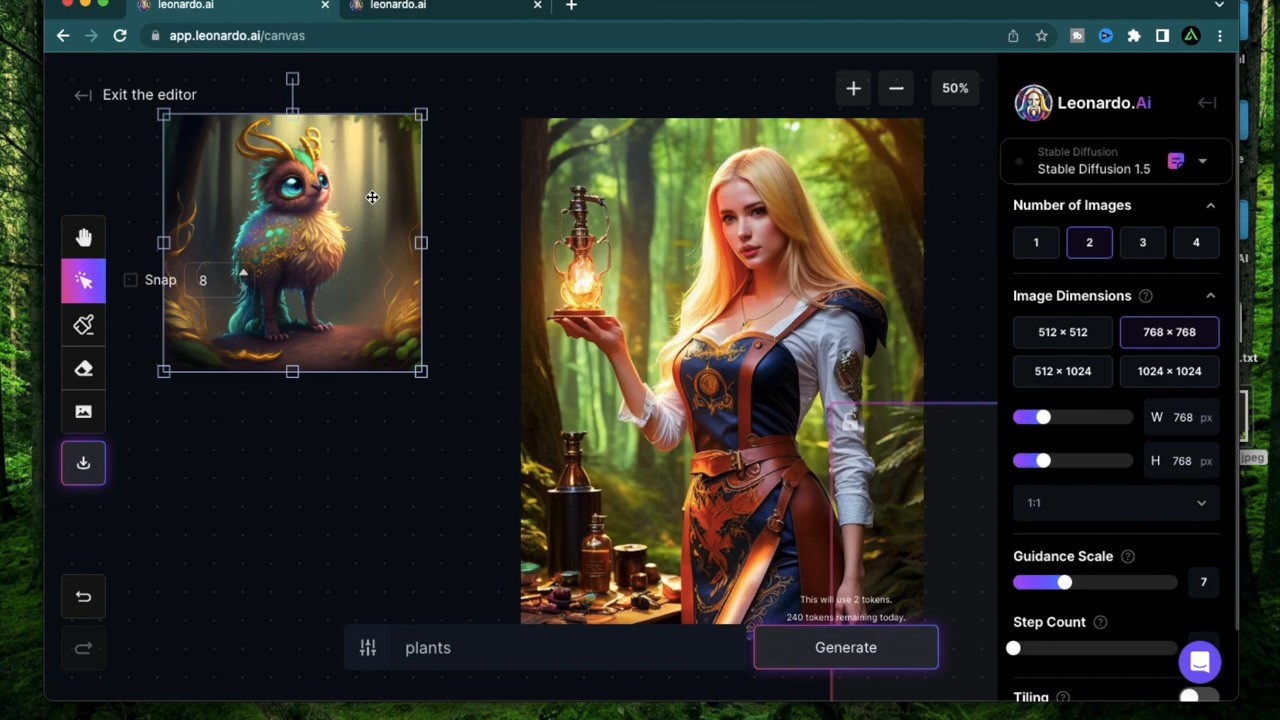 leonardo.ai
leonardo.ai
app.leonardo.ai/canvas
Exit the editor
50%
Leonardo.Ai
Stable Diffusion
Stable Diffusion 1.5
Number of Images
1 2 3 4
Image Dimensions
512 × 512
768 × 768
512 × 1024
1024 × 1024
W 768 px
H 768 px
1:1
Guidance Scale
7
Step Count
Tiling
Snap 8
This will use 2 tokens.
240 tokens remaining today.
plants
Generate
.txt
jpeg